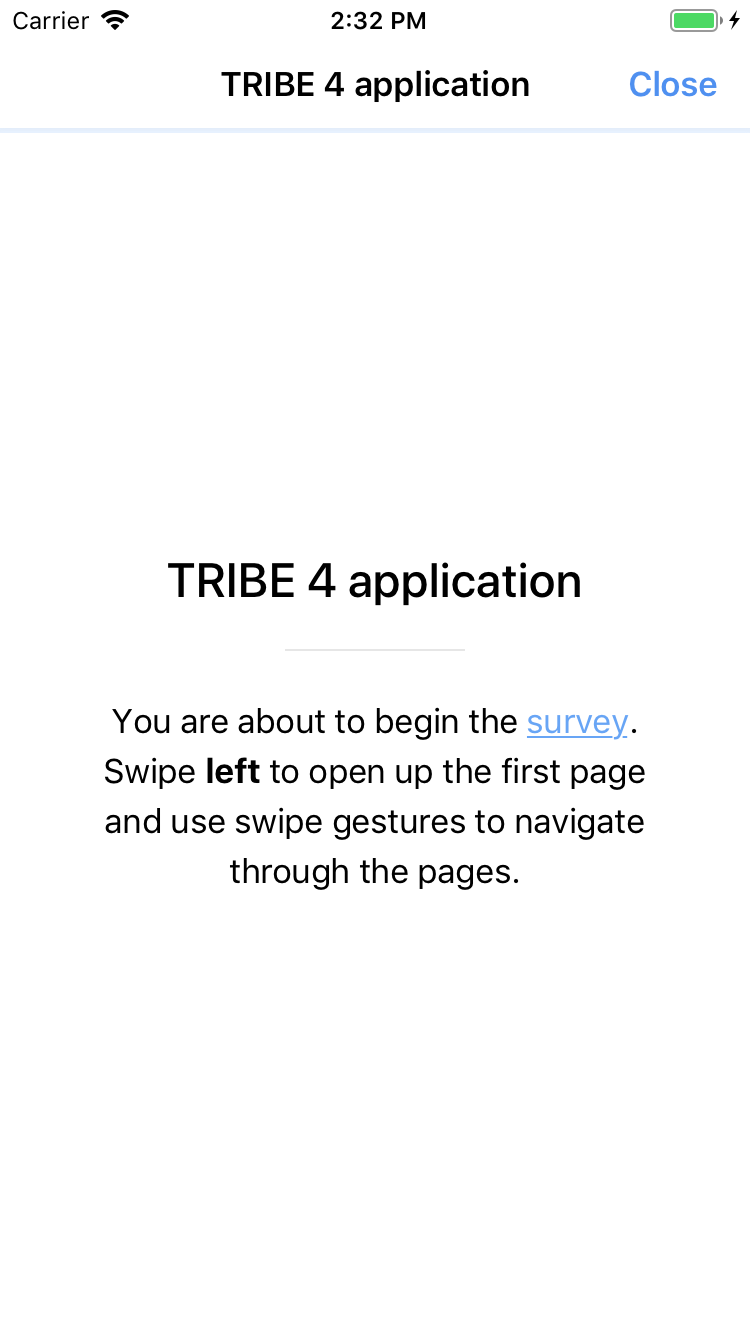 Carrier 2:32 PM
TRIBE 4 application Close
TRIBE 4 application
You are about to begin the survey.
Swipe left to open up the first page
and use swipe gestures to navigate
through the pages.